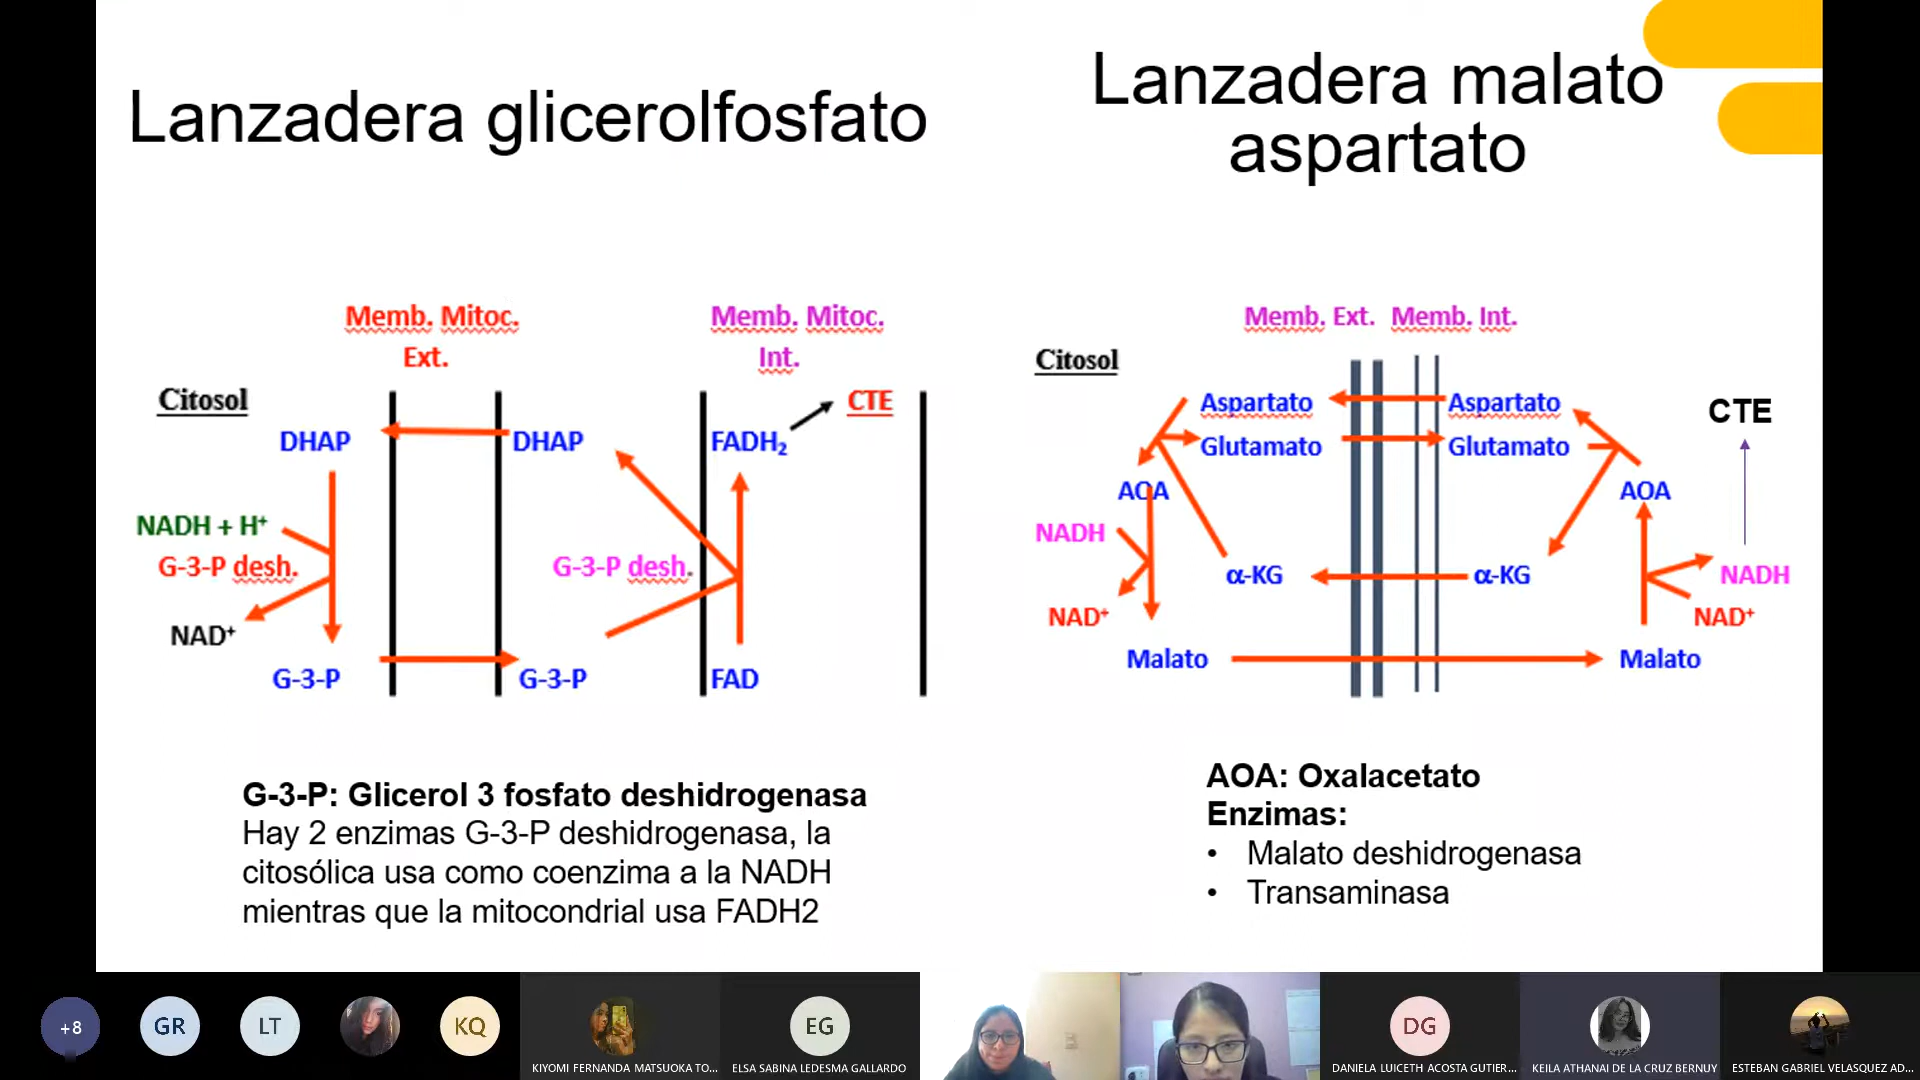 Lanzadera glicerolfosfato
Lanzadera malato
aspartato
Memb. Mitoc.
Ext.
Memb. Mitoc.
Int.
Citosol
CTE
DHAP
DHAP
FADH₂
NADH + H⁺
G-3-P desh.
G-3-P desh.
NAD⁺
G-3-P
G-3-P
FAD
G-3-P: Glicerol 3 fosfato deshidrogenasa
Hay 2 enzimas G-3-P deshidrogenasa, la
citosólica usa como coenzima a la NADH
mientras que la mitocondrial usa FADH2
Memb. Ext. Memb. Int.
Citosol
Aspartato
Aspartato
CTE
Glutamato
Glutamato
AOA
AOA
NADH
α-KG
α-KG
NADH
NAD⁺
NAD⁺
Malato
Malato
AOA: Oxalacetato
Enzimas:
• Malato deshidrogenasa
• Transaminasa
+8
GR
LT
KQ
KIYOMI FERNANDA MATSUOKA TO...
EG
ELSA SABINA LEDESMA GALLARDO
DG
DANIELA LUICETH ACOSTA GUTIER...
KEILA ATHANAI DE LA CRUZ BERNUY
ESTEBAN GABRIEL VELASQUEZ AD...